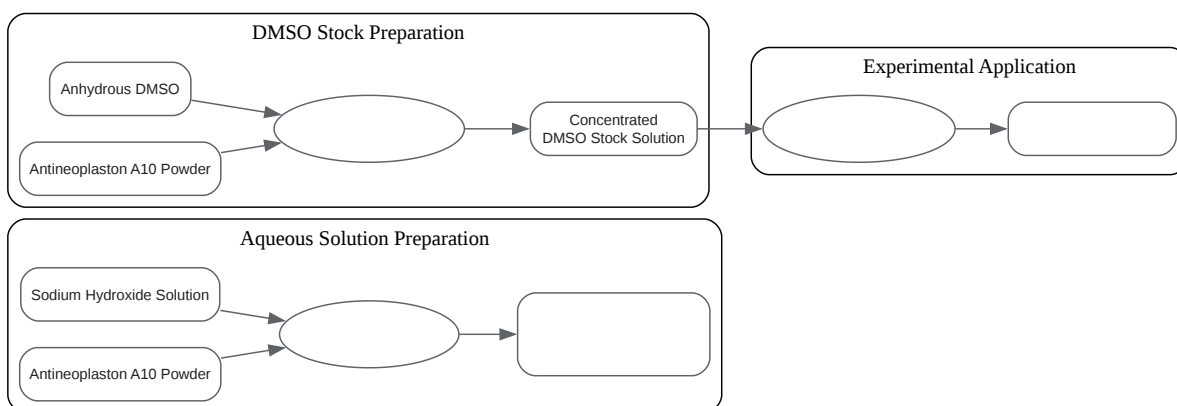 DMSO Stock Preparation
Anhydrous DMSO
Antineoplaston A10 Powder
Concentrated
DMSO Stock Solution
Experimental Application
Aqueous Solution Preparation
Sodium Hydroxide Solution
Antineoplaston A10 Powder